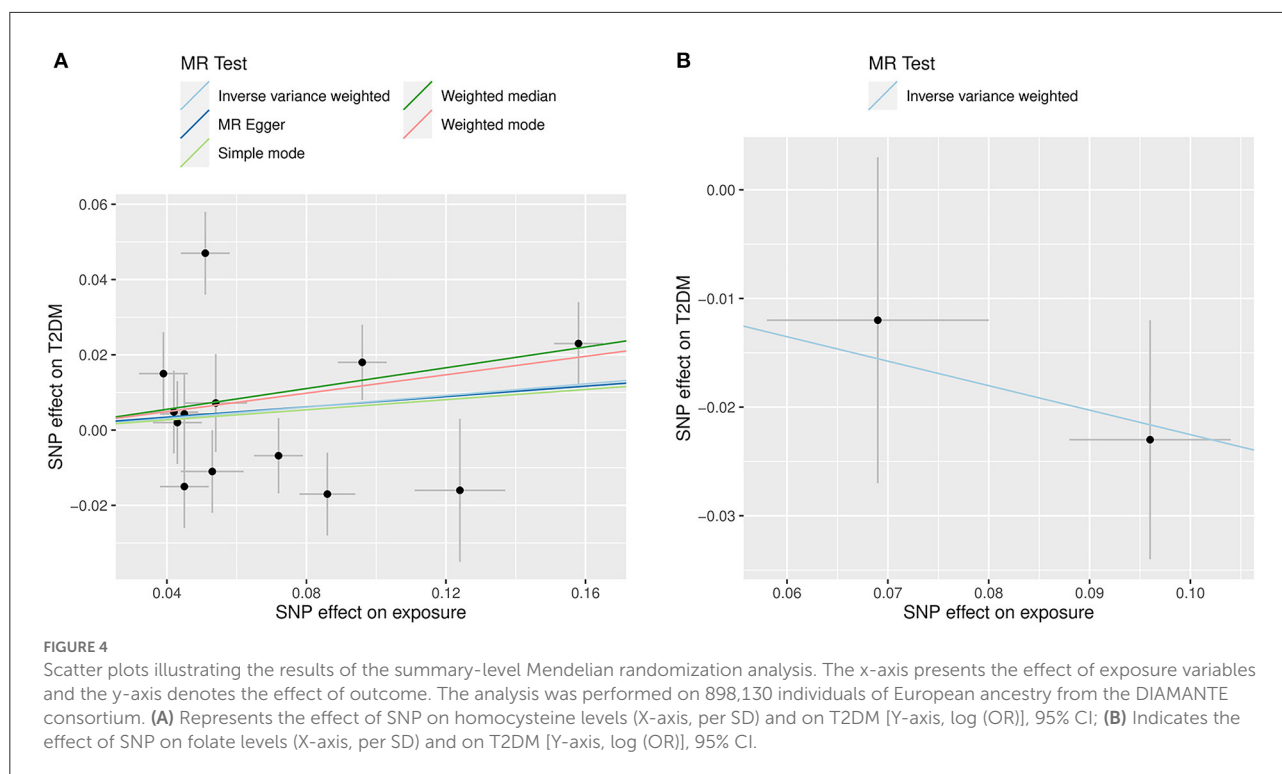 A
MR Test
Inverse variance weighted
Weighted median
MR Egger
Weighted mode
Simple mode
0.06
0.04
0.02
0.00
−0.02
SNP effect on T2DM
0.04
0.08
0.12
0.16
SNP effect on exposure
B
MR Test
Inverse variance weighted
0.00
−0.01
−0.02
−0.03
SNP effect on T2DM
0.06
0.07
0.08
0.09
0.10
SNP effect on exposure
FIGURE 4
Scatter plots illustrating the results of the summary-level Mendelian randomization analysis. The x-axis presents the effect of exposure variables
and the y-axis denotes the effect of outcome. The analysis was performed on 898,130 individuals of European ancestry from the DIAMANTE
consortium. (A) Represents the effect of SNP on homocysteine levels (X-axis, per SD) and on T2DM [Y-axis, log (OR)], 95% CI; (B) Indicates the
effect of SNP on folate levels (X-axis, per SD) and on T2DM [Y-axis, log (OR)], 95% CI.